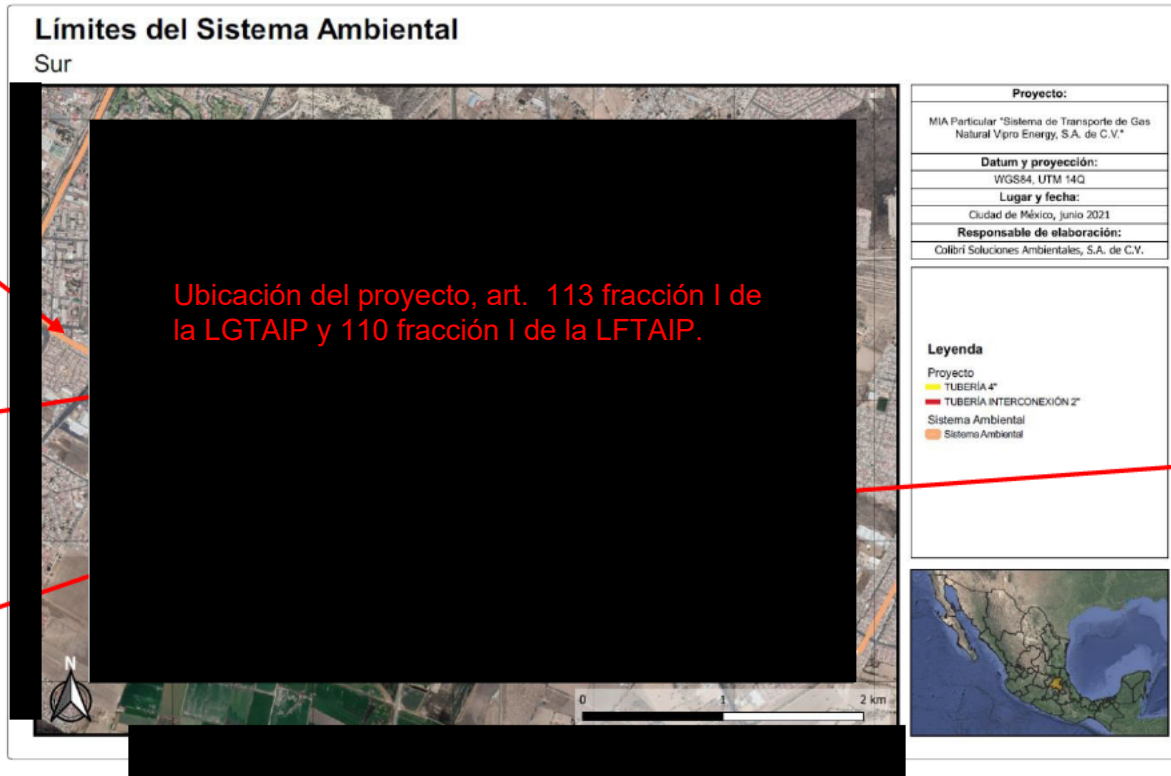 Límites del Sistema Ambiental
Sur
Ubicación del proyecto, art. 113 fracción I de
la LGTAIP y 110 fracción I de la LFTAIP.
N
0 1 2 km
Proyecto:
MIA Particular "Sistema de Transporte de Gas
Natural Vipro Energy, S.A. de C.V."
Datum y proyección:
WGS84, UTM 14Q
Lugar y fecha:
Ciudad de México, junio 2021
Responsable de elaboración:
Colibrí Soluciones Ambientales, S.A. de C.V.
Leyenda
Proyecto
TUBERÍA 4"
TUBERÍA INTERCONEXIÓN 2"
Sistema Ambiental
Sistema Ambiental